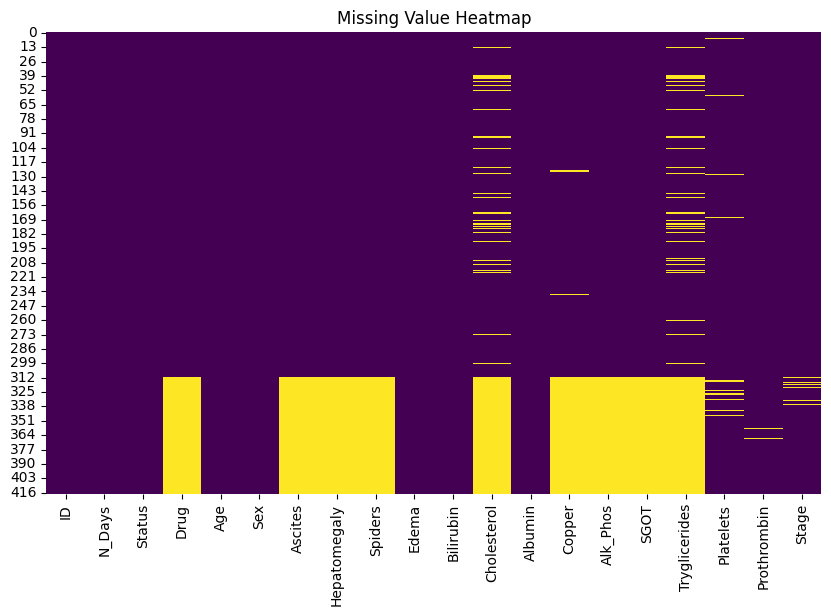 Missing Value Heatmap
0
13
26
39
52
65
78
91
104
117
130
143
156
169
182
195
208
221
234
247
260
273
286
299
312
325
338
351
364
377
390
403
416
ID
N_Days
Status
Drug
Age
Sex
Ascites
Hepatomegaly
Spiders
Edema
Bilirubin
Cholesterol
Albumin
Copper
Alk_Phos
SGOT
Tryglicerides
Platelets
Prothrombin
Stage